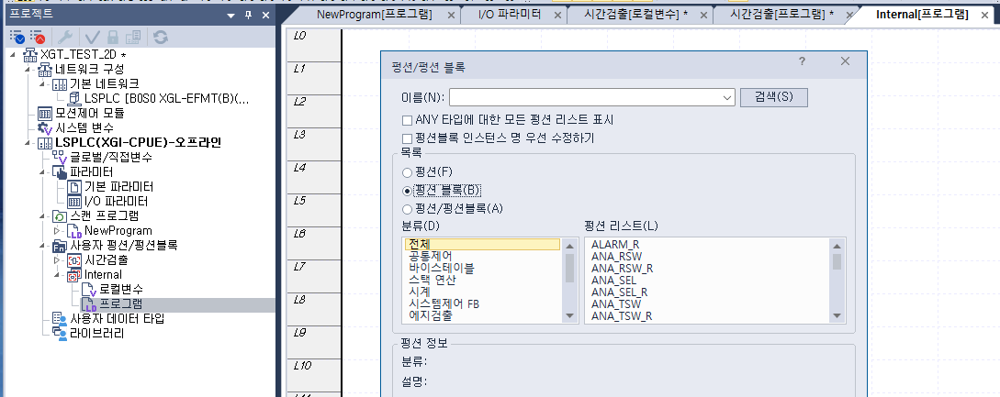 프로젝트
NewProgram[프로그램]
I/O 파라미터
시간검출[로컬변수] *
시간검출[프로그램] *
Internal[프로그램]
XGT_TEST_2D *
네트워크 구성
기본 네트워크
LSPLC [B0S0 XGL-EFMT(B)(...
모션제어 모듈
시스템 변수
LSPLC(XGI-CPUE)-오프라인
글로벌/직접변수
파라미터
기본 파라미터
I/O 파라미터
스캔 프로그램
NewProgram
사용자 펑션/펑션블록
시간검출
Internal
로컬변수
프로그램
사용자 데이터 타입
라이브러리
L0
L1
L2
L3
L4
L5
L6
L7
L8
L9
L10
펑션/펑션 블록
?
이름(N):
검색(S)
ANY 타입에 대한 모든 펑션 리스트 표시
펑션블록 인스턴스 명 우선 수정하기
목록
펑션(F)
펑션 블록(B)
펑션/펑션블록(A)
분류(D)
전체
공통제어
바이스테이블
스택 연산
시계
시스템제어 FB
에지검출
펑션 리스트(L)
ALARM_R
ANA_RSW
ANA_RSW_R
ANA_SEL
ANA_SEL_R
ANA_TSW
ANA_TSW_R
펑션 정보
분류:
설명: